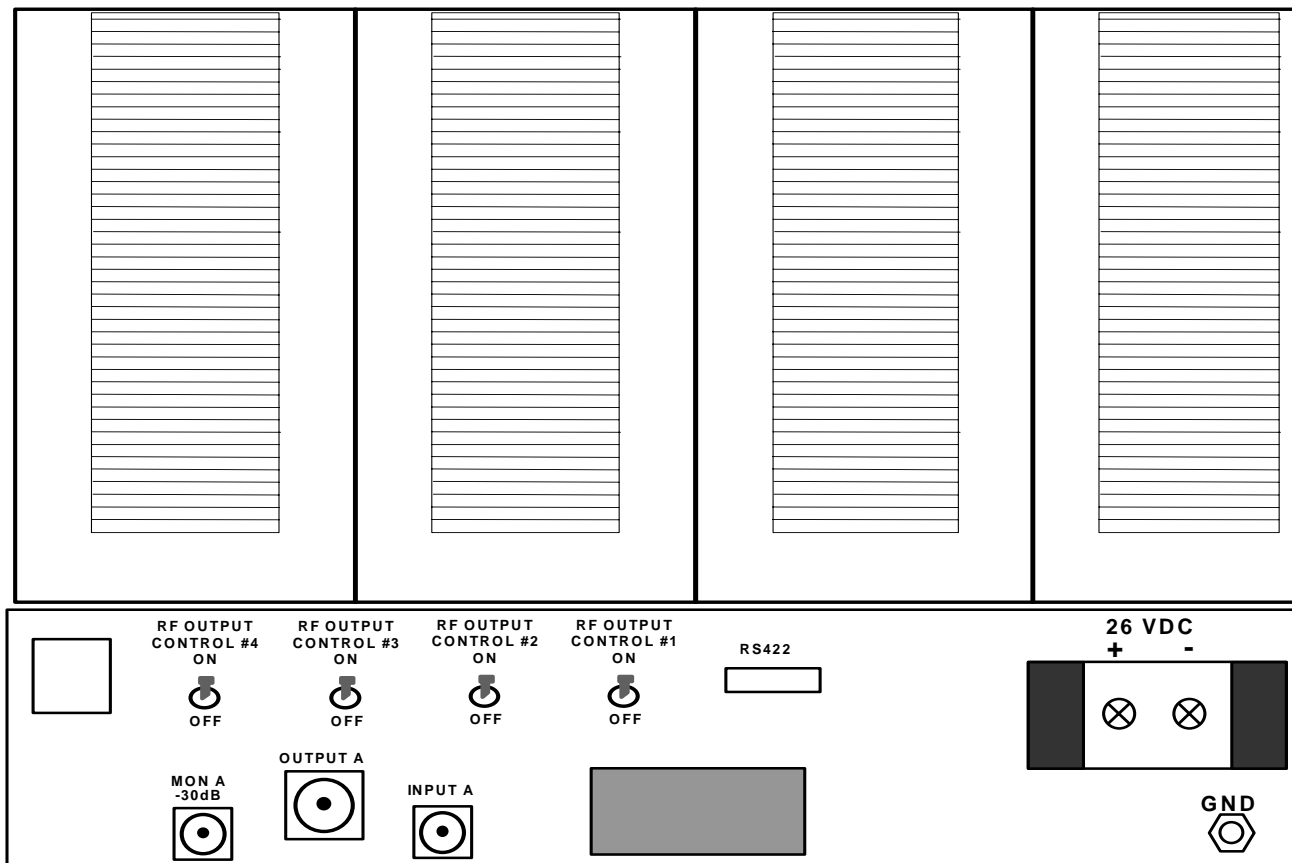 RF OUTPUT
CONTROL #4
ON
OFF
RF OUTPUT
CONTROL #3
ON
OFF
RF OUTPUT
CONTROL #2
ON
OFF
RF OUTPUT
CONTROL #1
ON
OFF
RS422
26 VDC
+ -
MON A
-30dB
OUTPUT A
INPUT A
GND